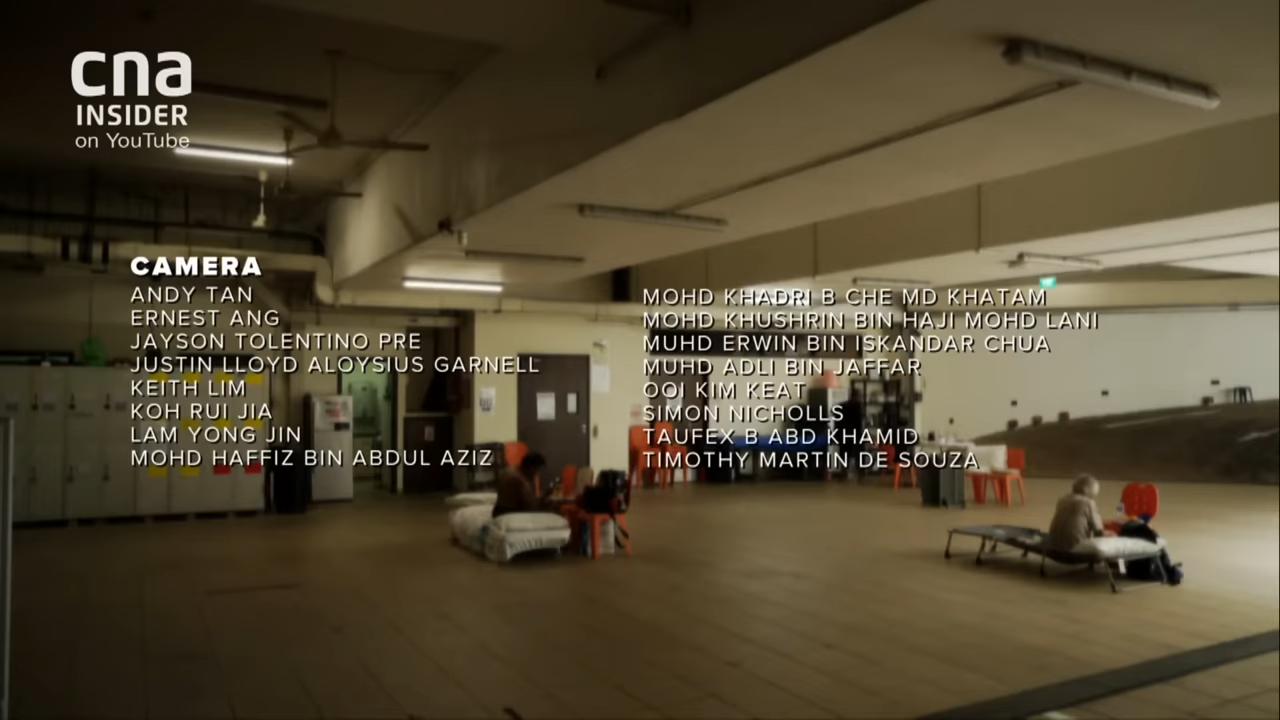 cna
INSIDER
on YouTube
CAMERA
ANDY TAN
ERNEST ANG
JAYSON TOLENTINO PRE
JUSTIN LLOYD ALOYSIUS GARNELL
KEITH LIM
KOH RUI JIA
LAM YONG JIN
MOHD HAFFIZ BIN ABDUL AZIZ
MOHD KHADRI B CHE MD KHATAM
MOHD KHUSHRIN BIN HAJI MOHD LANI
MUHD ERWIN BIN ISKANDAR CHUA
MUHD ADLI BIN JAFFAR
OOI KIM KEAT
SIMON NICHOLLS
TAUFEX B ABD KHAMID
TIMOTHY MARTIN DE SOUZA